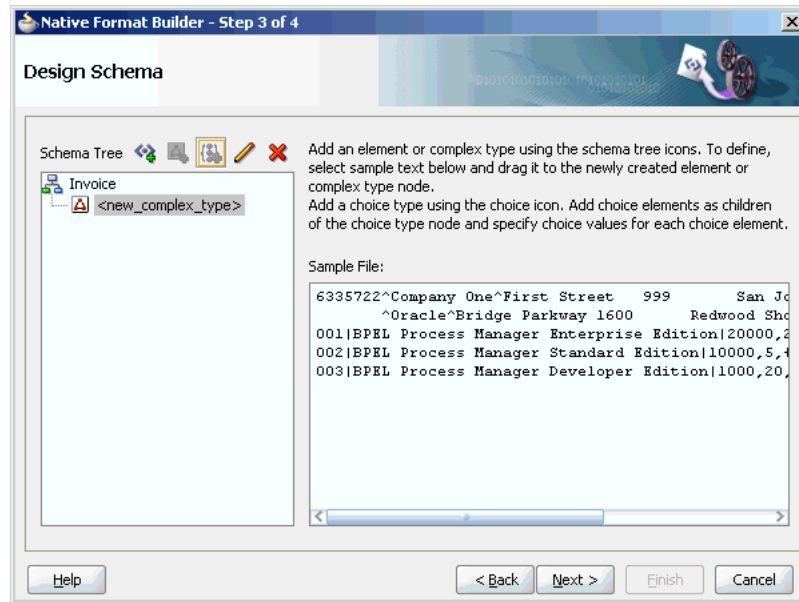 Native Format Builder - Step 3 of 4
Design Schema
Schema Tree
Invoice
<new_complex_type>
Add an element or complex type using the schema tree icons. To define,
select sample text below and drag it to the newly created element or
complex type node.
Add a choice type using the choice icon. Add choice elements as children
of the choice type node and specify choice values for each choice element.
Sample File:
6335722^Company One^First Street 999 San Jo
^Oracle^Bridge Parkway 1600 Redwood Sho
001|BPEL Process Manager Enterprise Edition|20000,2
002|BPEL Process Manager Standard Edition|10000,5,+
003|BPEL Process Manager Developer Edition|1000,20,
Help
< Back
Next >
Finish
Cancel